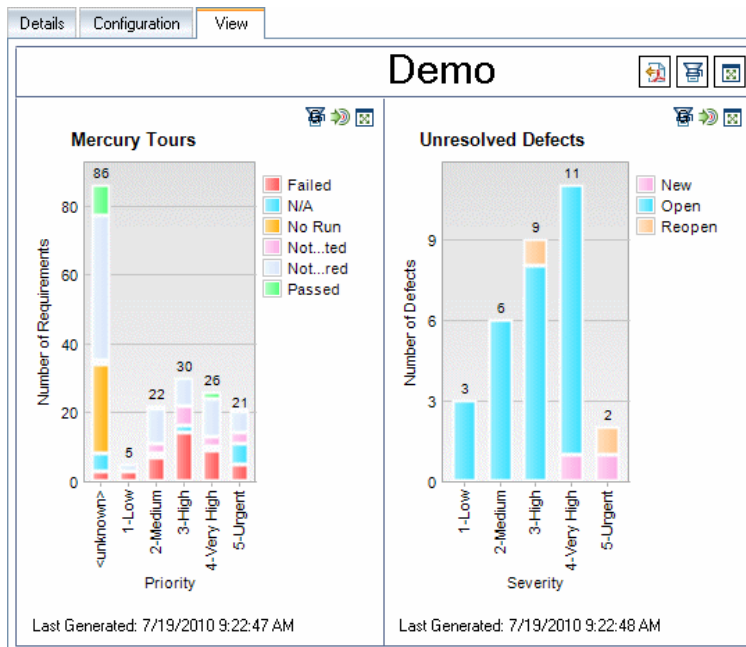 Details Configuration View
Demo
Mercury Tours
86
5
22
30
26
21
80
60
40
20
0
Number of Requirements
<unknown>
1-Low
2-Medium
3-High
4-Very High
5-Urgent
Priority
Failed
N/A
No Run
Not...ted
Not...red
Passed
Last Generated: 7/19/2010 9:22:47 AM
Unresolved Defects
3
6
9
11
2
9
6
3
0
Number of Defects
1-Low
2-Medium
3-High
4-Very High
5-Urgent
Severity
New
Open
Reopen
Last Generated: 7/19/2010 9:22:48 AM